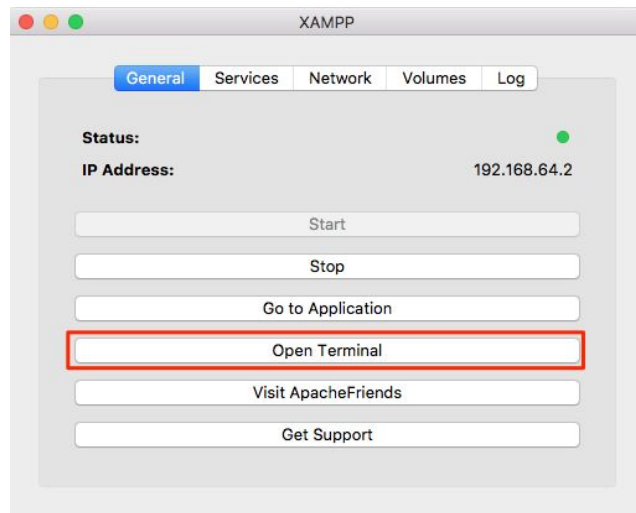 XAMPP
General Services Network Volumes Log
Status:
IP Address: 192.168.64.2
Start
Stop
Go to Application
Open Terminal
Visit ApacheFriends
Get Support